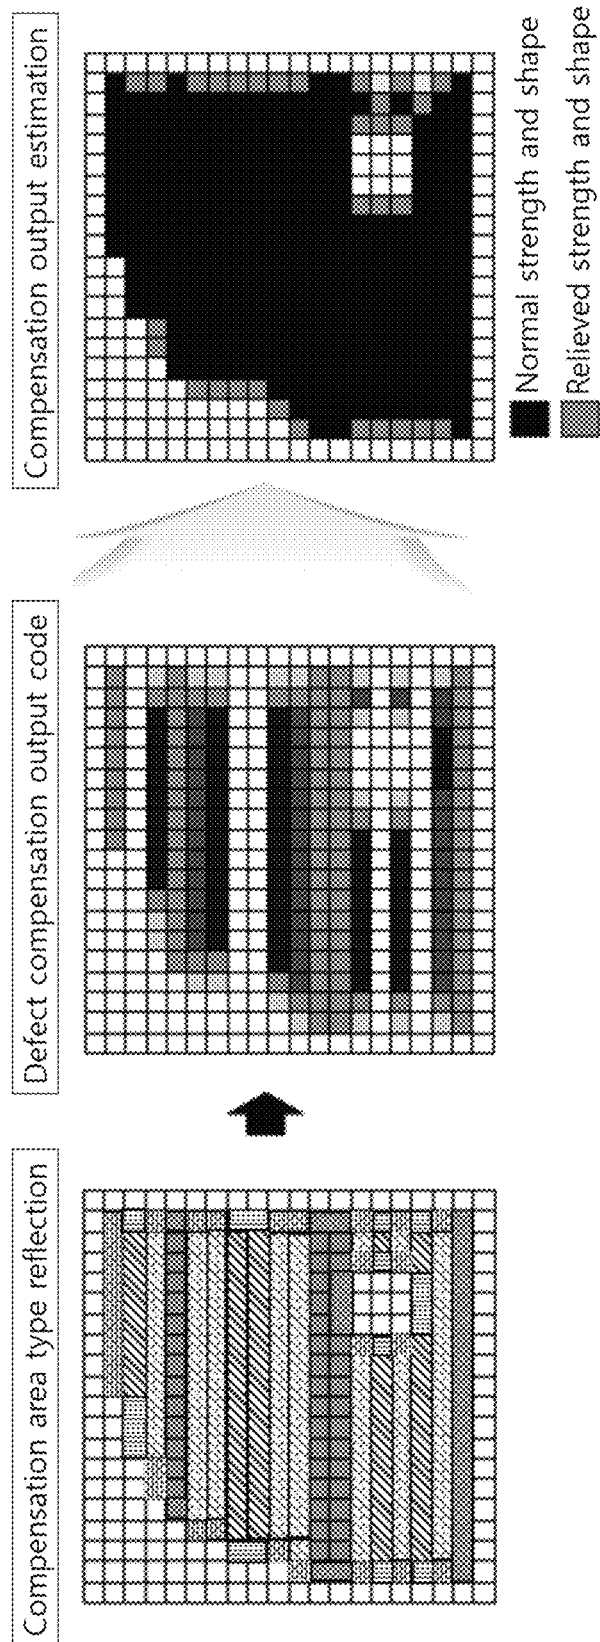 Compensation area type reflection
Defect compensation output code
Compensation output estimation
Normal strength and shape
Relieved strength and shape